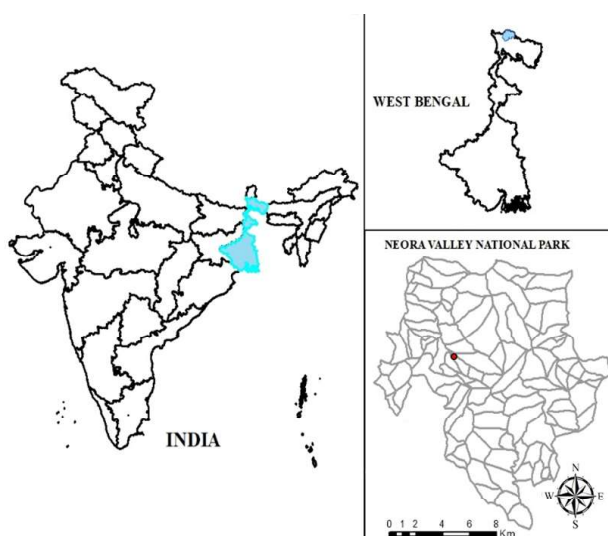 INDIA
WEST BENGAL
NEORA VALLEY NATIONAL PARK
N
W E
S
0 1 2 4 6 8 Km